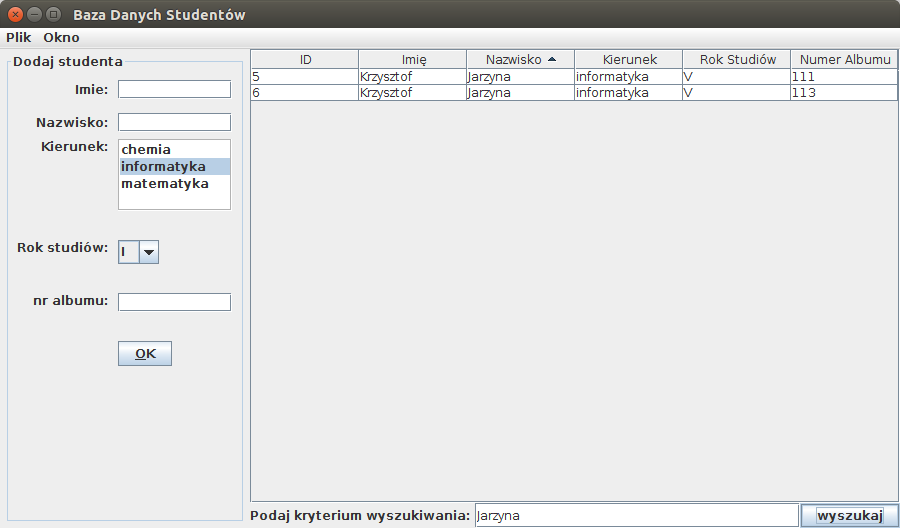 Baza Danych Studentów
Plik Okno
Dodaj studenta
Imie:
Nazwisko:
Kierunek:
chemia
informatyka
matematyka
Rok studiów:
I
nr albumu:
OK
ID Imię Nazwisko Kierunek Rok Studiów Numer Albumu
5 Krzysztof Jarzyna informatyka V 111
6 Krzysztof Jarzyna informatyka V 113
Podaj kryterium wyszukiwania: Jarzyna wyszukaj